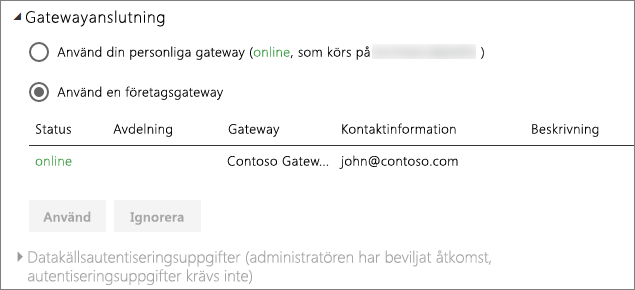 Gatewayanslutning
Använd din personliga gateway (online, som körs på )
Använd en företagsgateway
Status Avdelning Gateway Kontaktinformation Beskrivning
online Contoso Gatew... john@contoso.com
Använd Ignorera
Datakällsautentiseringsuppgifter (administratören har beviljat åtkomst,
autentiseringsuppgifter krävs inte)